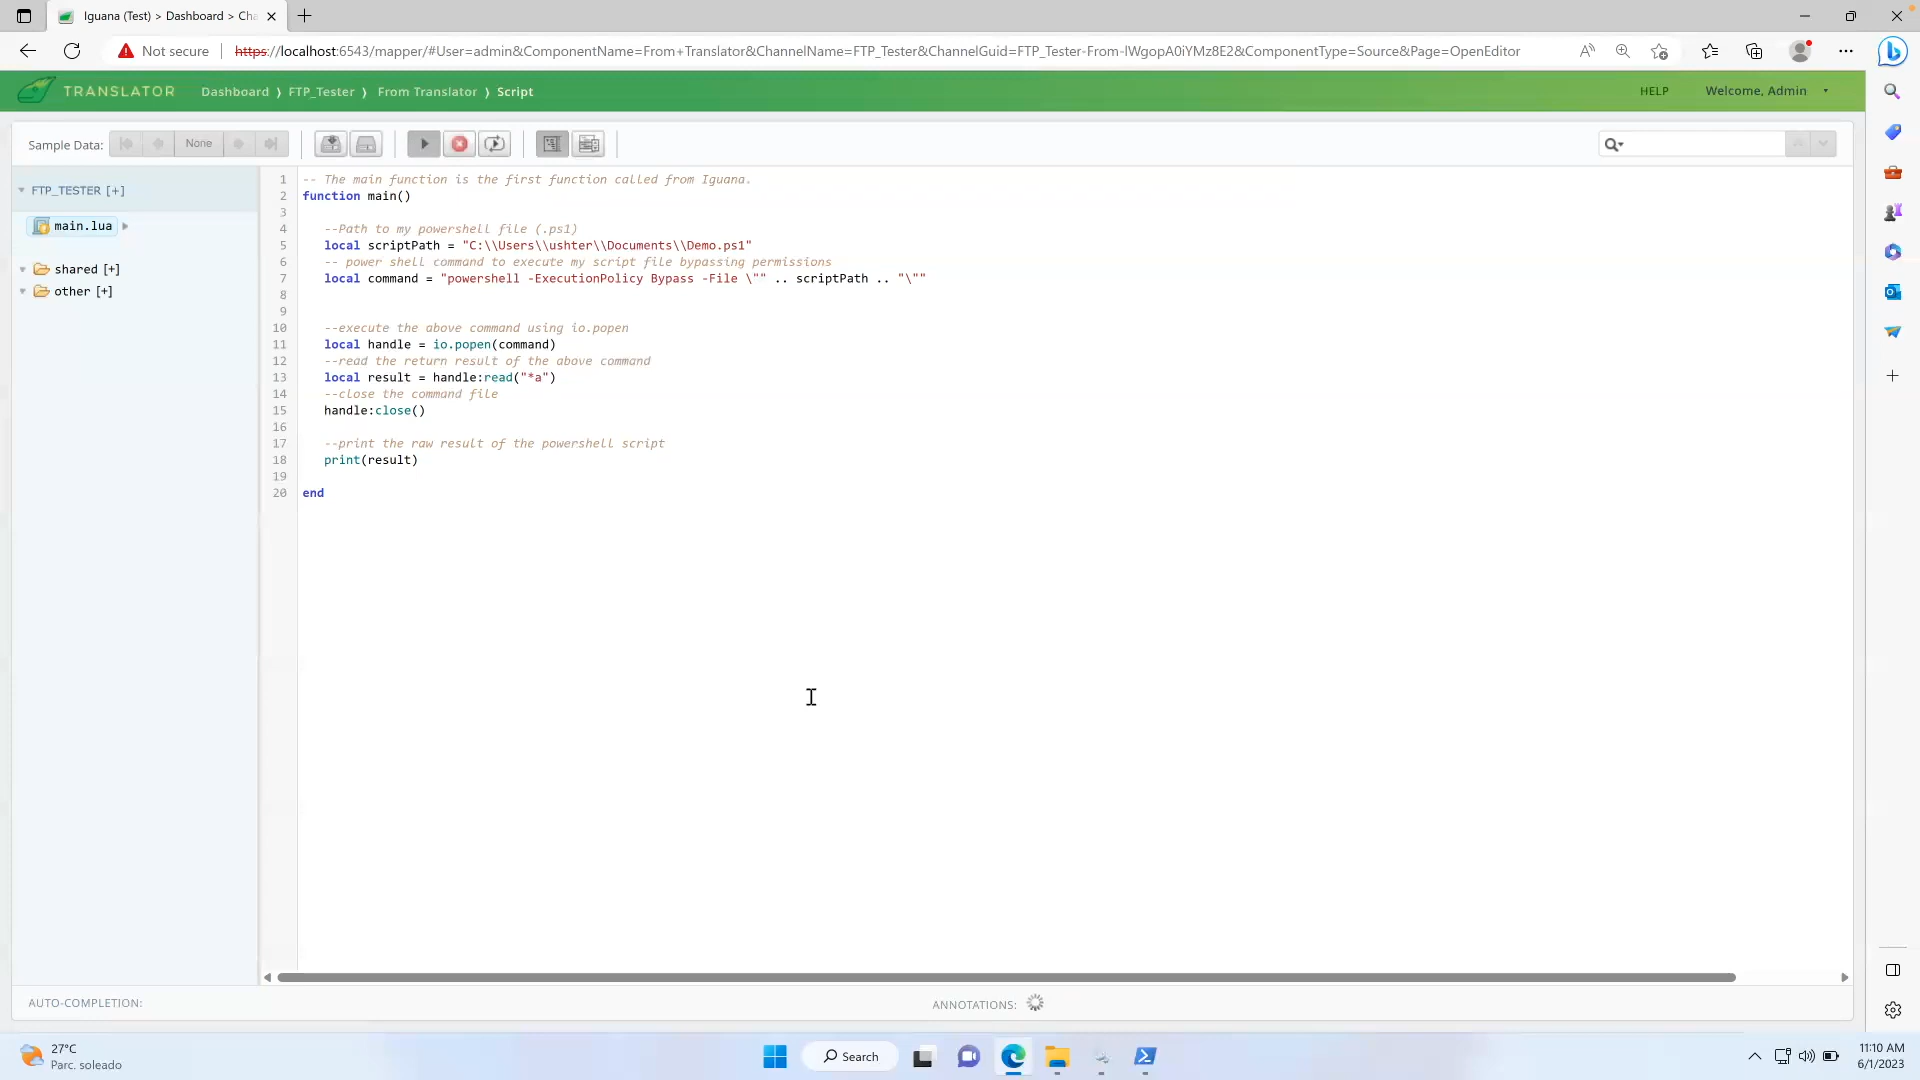 Iguana (Test) > Dashboard > Cha
Not secure
https://localhost:6543/mapper/#User=admin&ComponentName=From+Translator&ChannelName=FTP_Tester&ChannelGuid=FTP_Tester-From-lWgopA0iYMz8E2&ComponentType=Source&Page=OpenEditor
TRANSLATOR Dashboard ❭ FTP_Tester ❭ From Translator ❭ Script HELP Welcome, Admin
Sample Data: None
FTP_TESTER [+]
main.lua
shared [+]
other [+]
1 -- The main function is the first function called from Iguana.
2 function main()
3
4 --Path to my powershell file (.ps1)
5 local scriptPath = "C:\\Users\\ushter\\Documents\\Demo.ps1"
6 -- power shell command to execute my script file bypassing permissions
7 local command = "powershell -ExecutionPolicy Bypass -File \"" .. scriptPath .. "\""
8
9
10 --execute the above command using io.popen
11 local handle = io.popen(command)
12 --read the return result of the above command
13 local result = handle:read("*a")
14 --close the command file
15 handle:close()
16
17 --print the raw result of the powershell script
18 print(result)
19
20 end
AUTO-COMPLETION:
ANNOTATIONS:
27°C
Parc. soleado
Search
11:10 AM
6/1/2023